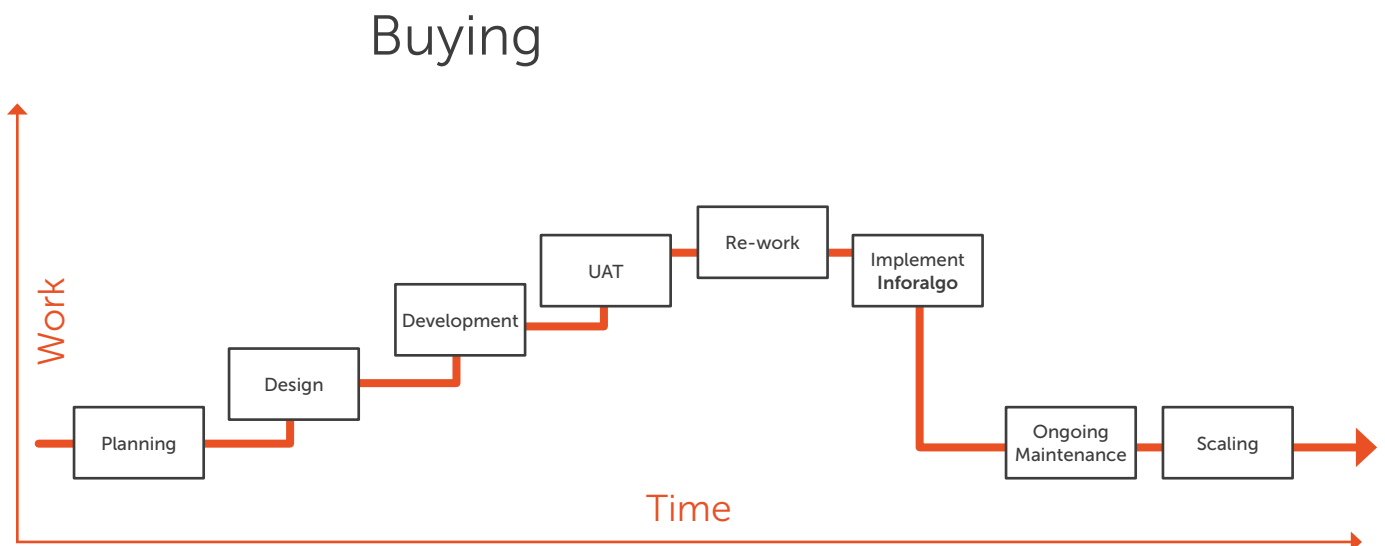 Buying
Work
Planning
Design
Development
UAT
Re-work
Implement
Inforalgo
Ongoing
Maintenance
Scaling
Time